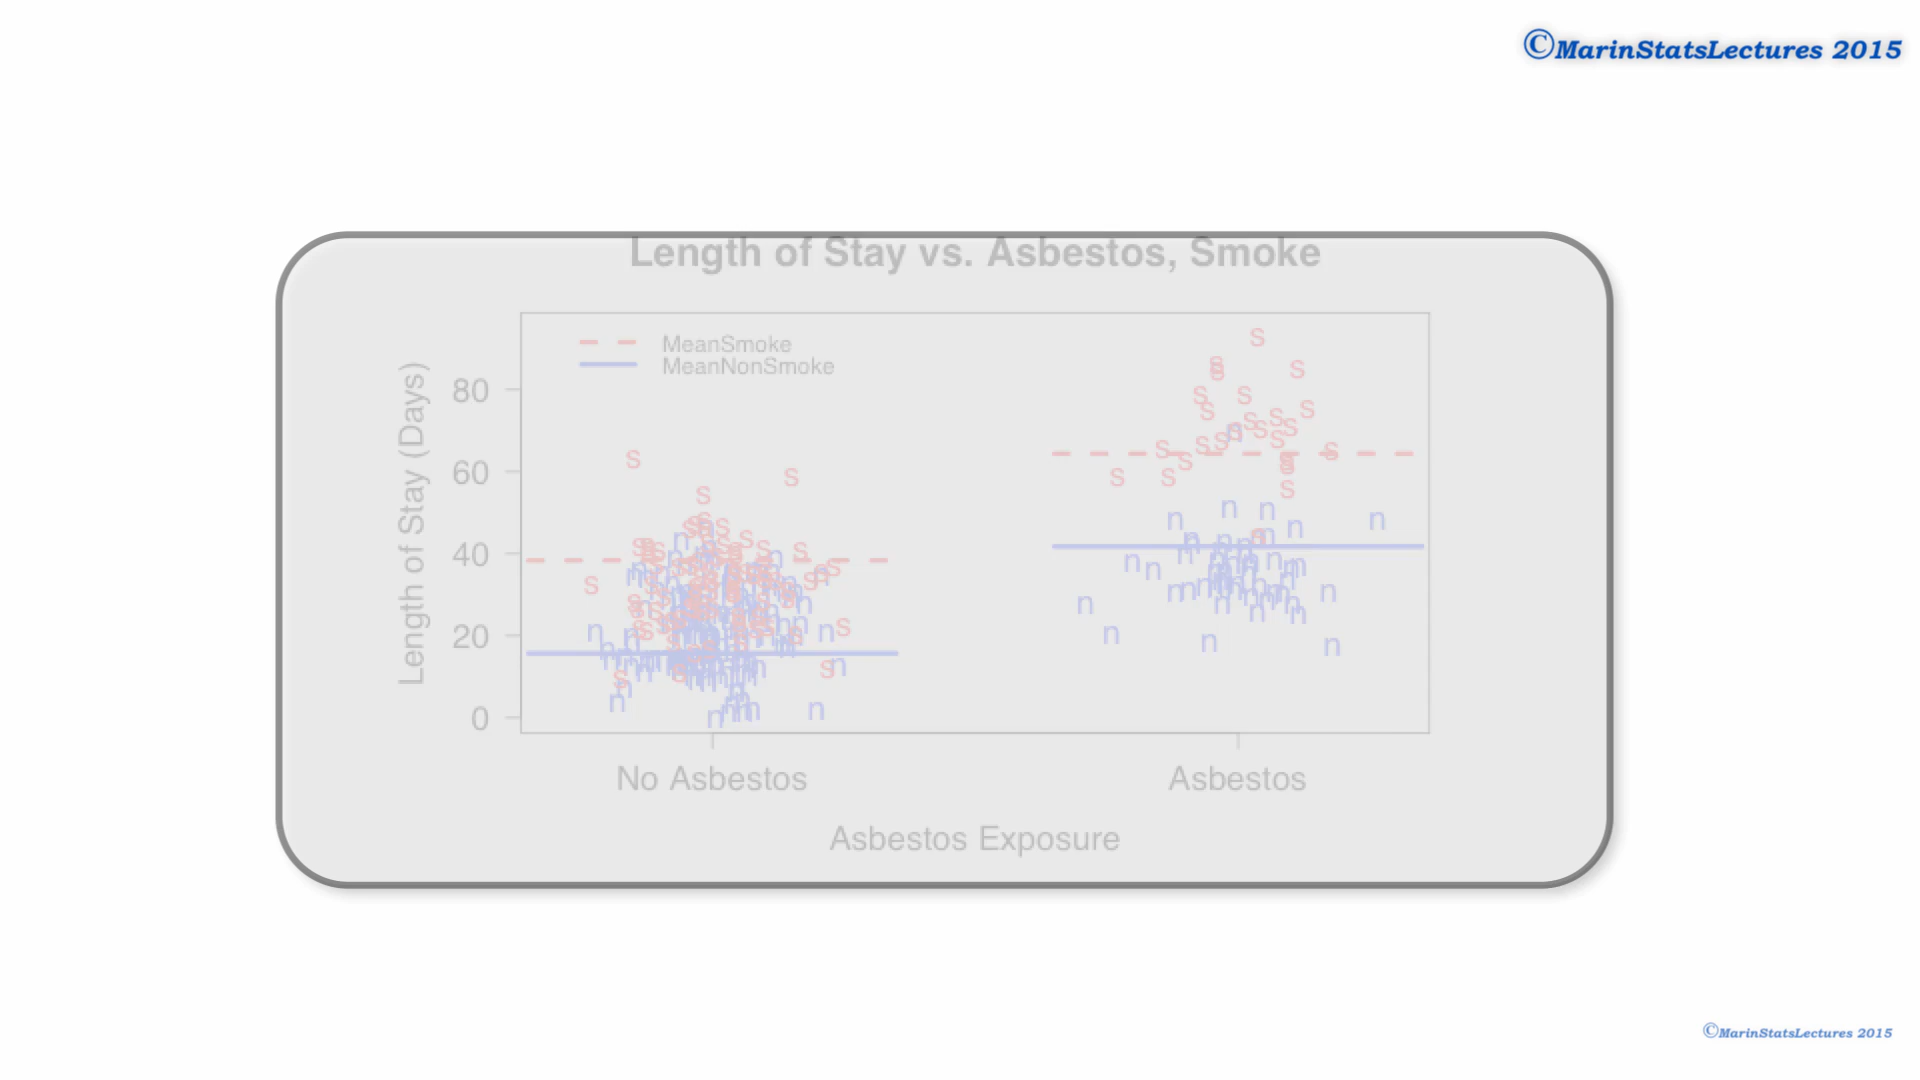 ©MarinStatsLectures 2015
Length of Stay vs. Asbestos, Smoke
MeanSmoke
MeanNonSmoke
Length of Stay (Days)
80
60
40
20
0
No Asbestos Asbestos
Asbestos Exposure
©MarinStatsLectures 2015